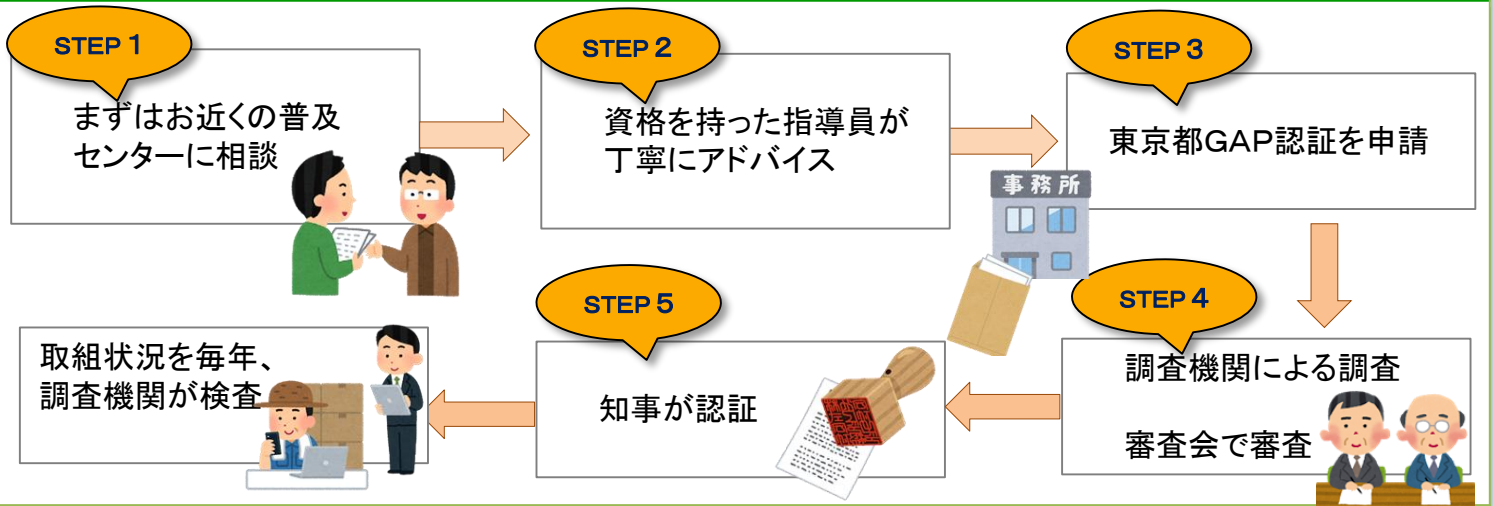 STEP 1
まずはお近くの普及
センターに相談
STEP 2
資格を持った指導員が
丁寧にアドバイス
STEP 3
東京都GAP認証を申請
事務所
STEP 4
調査機関による調査
審査会で審査
STEP 5
知事が認証
取組状況を毎年、
調査機関が検査